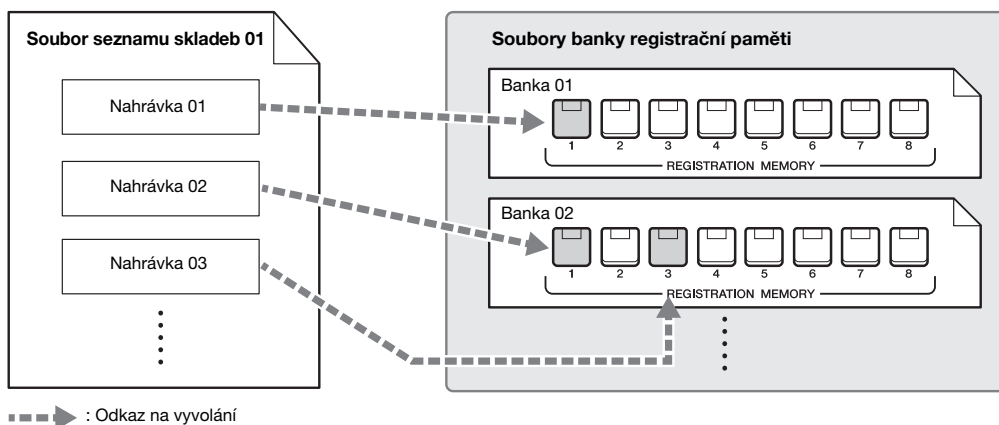 Soubor seznamu skladeb 01
Nahrávka 01
Nahrávka 02
Nahrávka 03
Soubory banky registrační paměti
Banka 01
1 2 3 4 5 6 7 8
REGISTRATION MEMORY
Banka 02
1 2 3 4 5 6 7 8
REGISTRATION MEMORY
: Odkaz na vyvolání